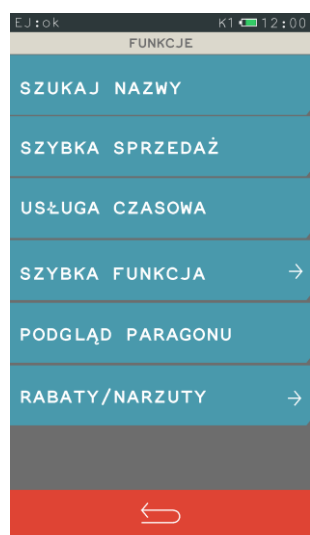 EJ:ok K1 12:00
FUNKCJE
SZUKAJ NAZWY
SZYBKA SPRZEDAŻ
USŁUGA CZASOWA
SZYBKA FUNKCJA
PODGLĄD PARAGONU
RABATY/NARZUTY